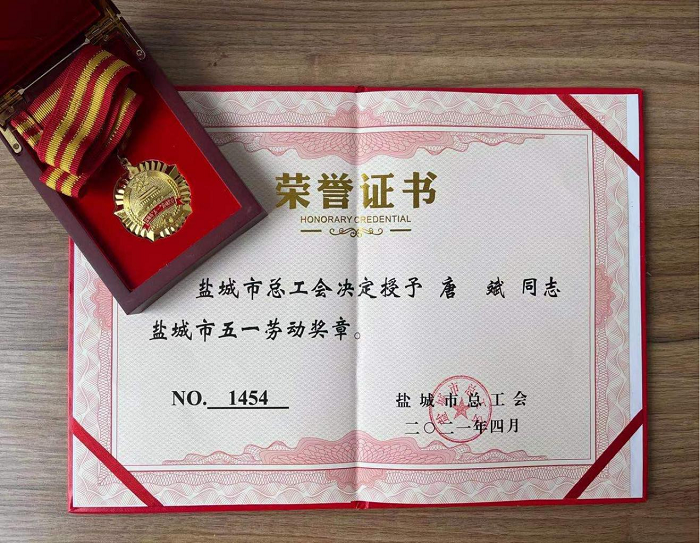 荣誉证书
HONORARY CREDENTIAL
盐城市总工会决定授予 唐 斌 同志
盐城市五一劳动奖章。
NO. 1454
盐城市总工会
二〇二一年四月